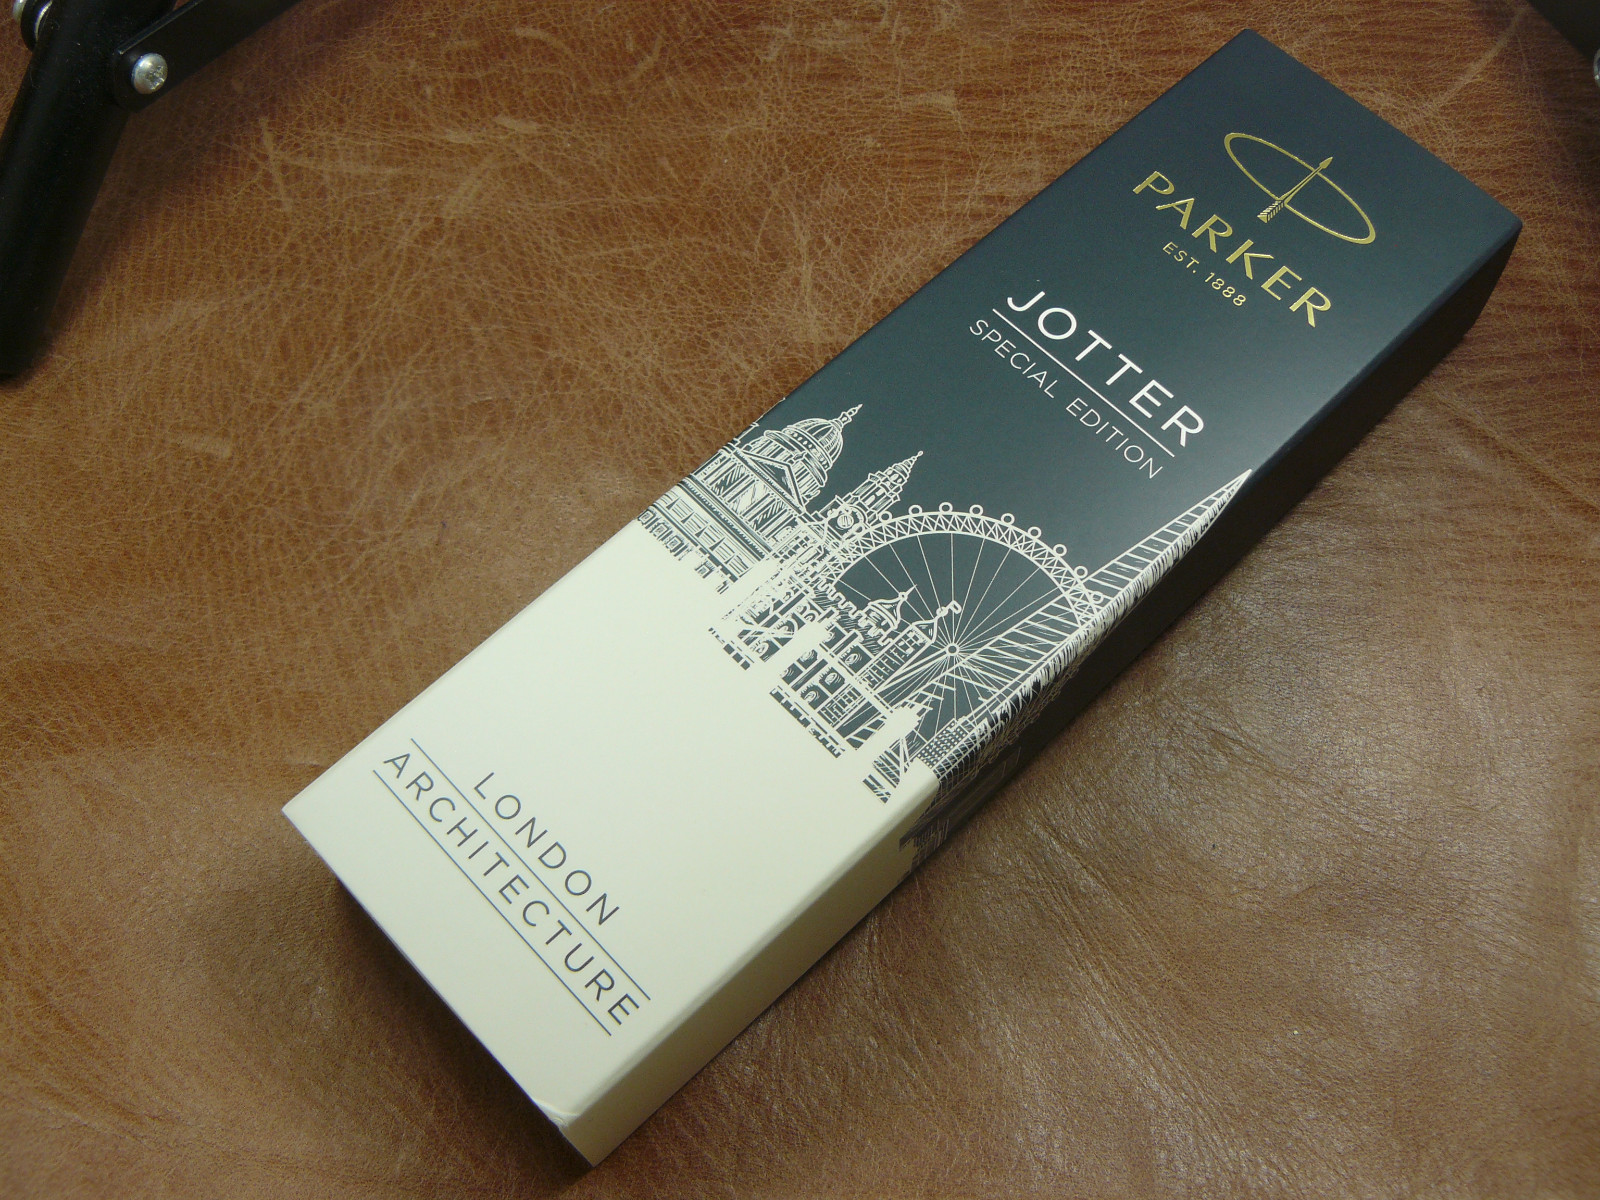 PARKER
EST. 1888
JOTTER
SPECIAL EDITION
LONDON
ARCHITECTURE